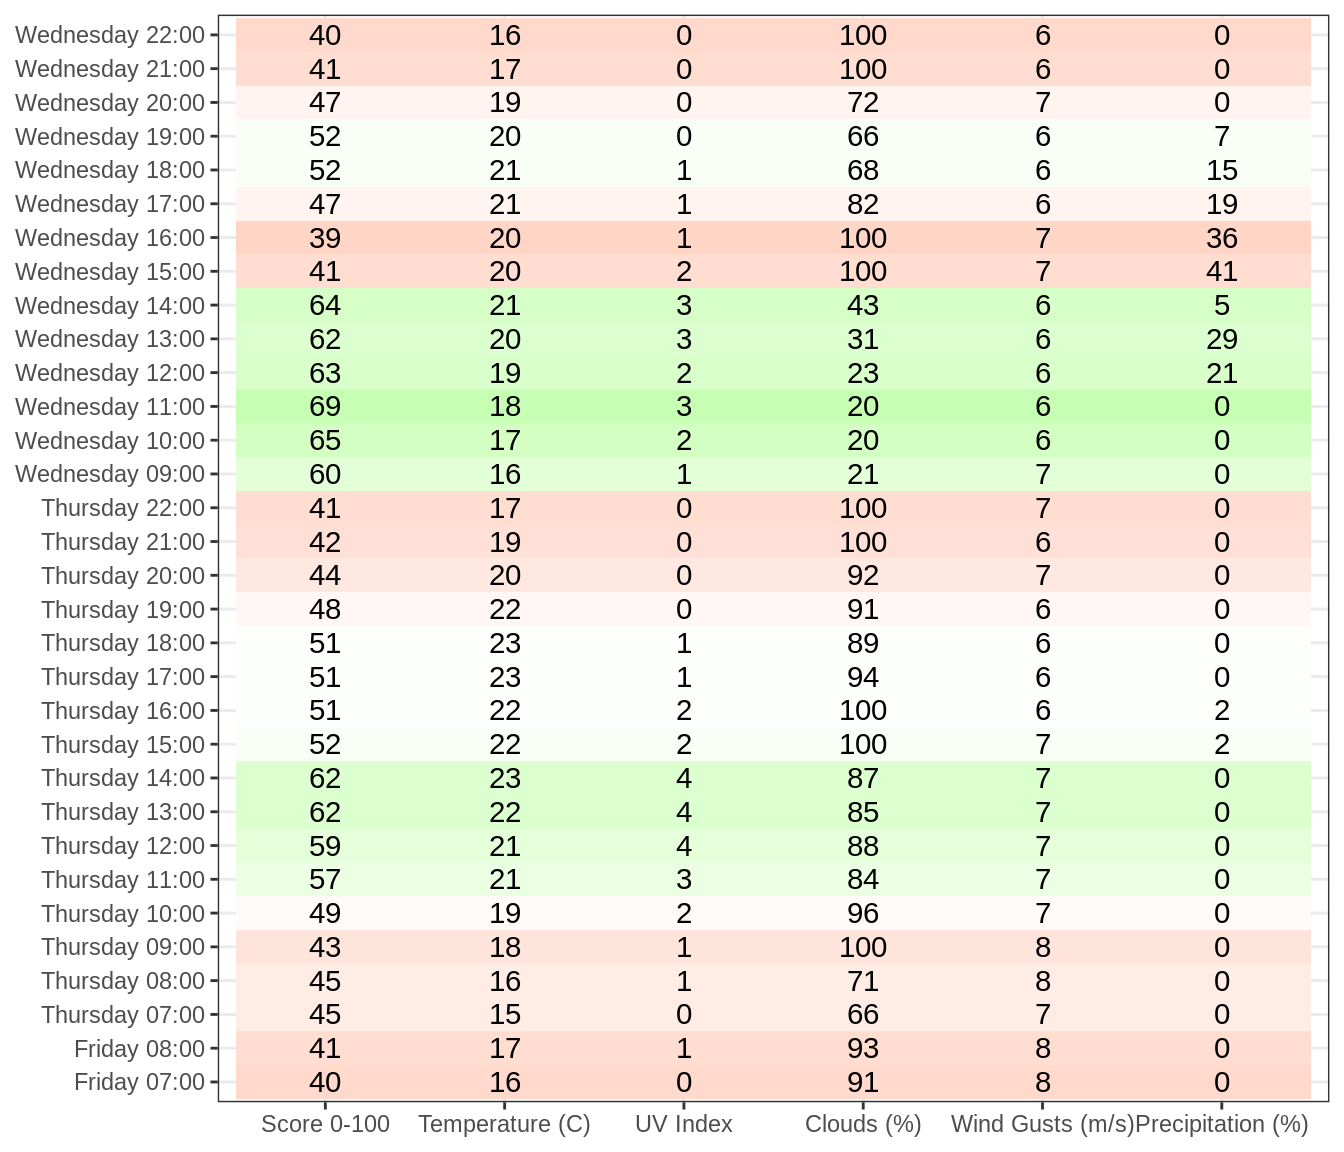 Wednesday 22:00 40 16 0 100 6 0
Wednesday 21:00 41 17 0 100 6 0
Wednesday 20:00 47 19 0 72 7 0
Wednesday 19:00 52 20 0 66 6 7
Wednesday 18:00 52 21 1 68 6 15
Wednesday 17:00 47 21 1 82 6 19
Wednesday 16:00 39 20 1 100 7 36
Wednesday 15:00 41 20 2 100 7 41
Wednesday 14:00 64 21 3 43 6 5
Wednesday 13:00 62 20 3 31 6 29
Wednesday 12:00 63 19 2 23 6 21
Wednesday 11:00 69 18 3 20 6 0
Wednesday 10:00 65 17 2 20 6 0
Wednesday 09:00 60 16 1 21 7 0
Thursday 22:00 41 17 0 100 7 0
Thursday 21:00 42 19 0 100 6 0
Thursday 20:00 44 20 0 92 7 0
Thursday 19:00 48 22 0 91 6 0
Thursday 18:00 51 23 1 89 6 0
Thursday 17:00 51 23 1 94 6 0
Thursday 16:00 51 22 2 100 6 2
Thursday 15:00 52 22 2 100 7 2
Thursday 14:00 62 23 4 87 7 0
Thursday 13:00 62 22 4 85 7 0
Thursday 12:00 59 21 4 88 7 0
Thursday 11:00 57 21 3 84 7 0
Thursday 10:00 49 19 2 96 7 0
Thursday 09:00 43 18 1 100 8 0
Thursday 08:00 45 16 1 71 8 0
Thursday 07:00 45 15 0 66 7 0
Friday 08:00 41 17 1 93 8 0
Friday 07:00 40 16 0 91 8 0
Score 0-100 Temperature (C) UV Index Clouds (%) Wind Gusts (m/s) Precipitation (%)